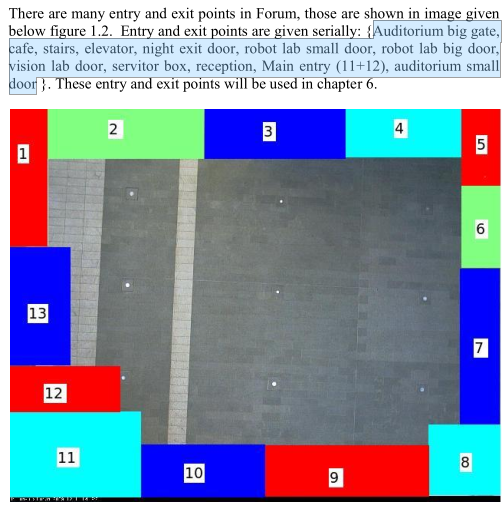 There are many entry and exit points in Forum, those are shown in image given
below figure 1.2. Entry and exit points are given serially: {Auditorium big gate,
cafe, stairs, elevator, night exit door, robot lab small door, robot lab big door,
vision lab door, servitor box, reception, Main entry (11+12), auditorium small
door }. These entry and exit points will be used in chapter 6.
1
2
3
4
5
6
13
7
12
11
8
10
9